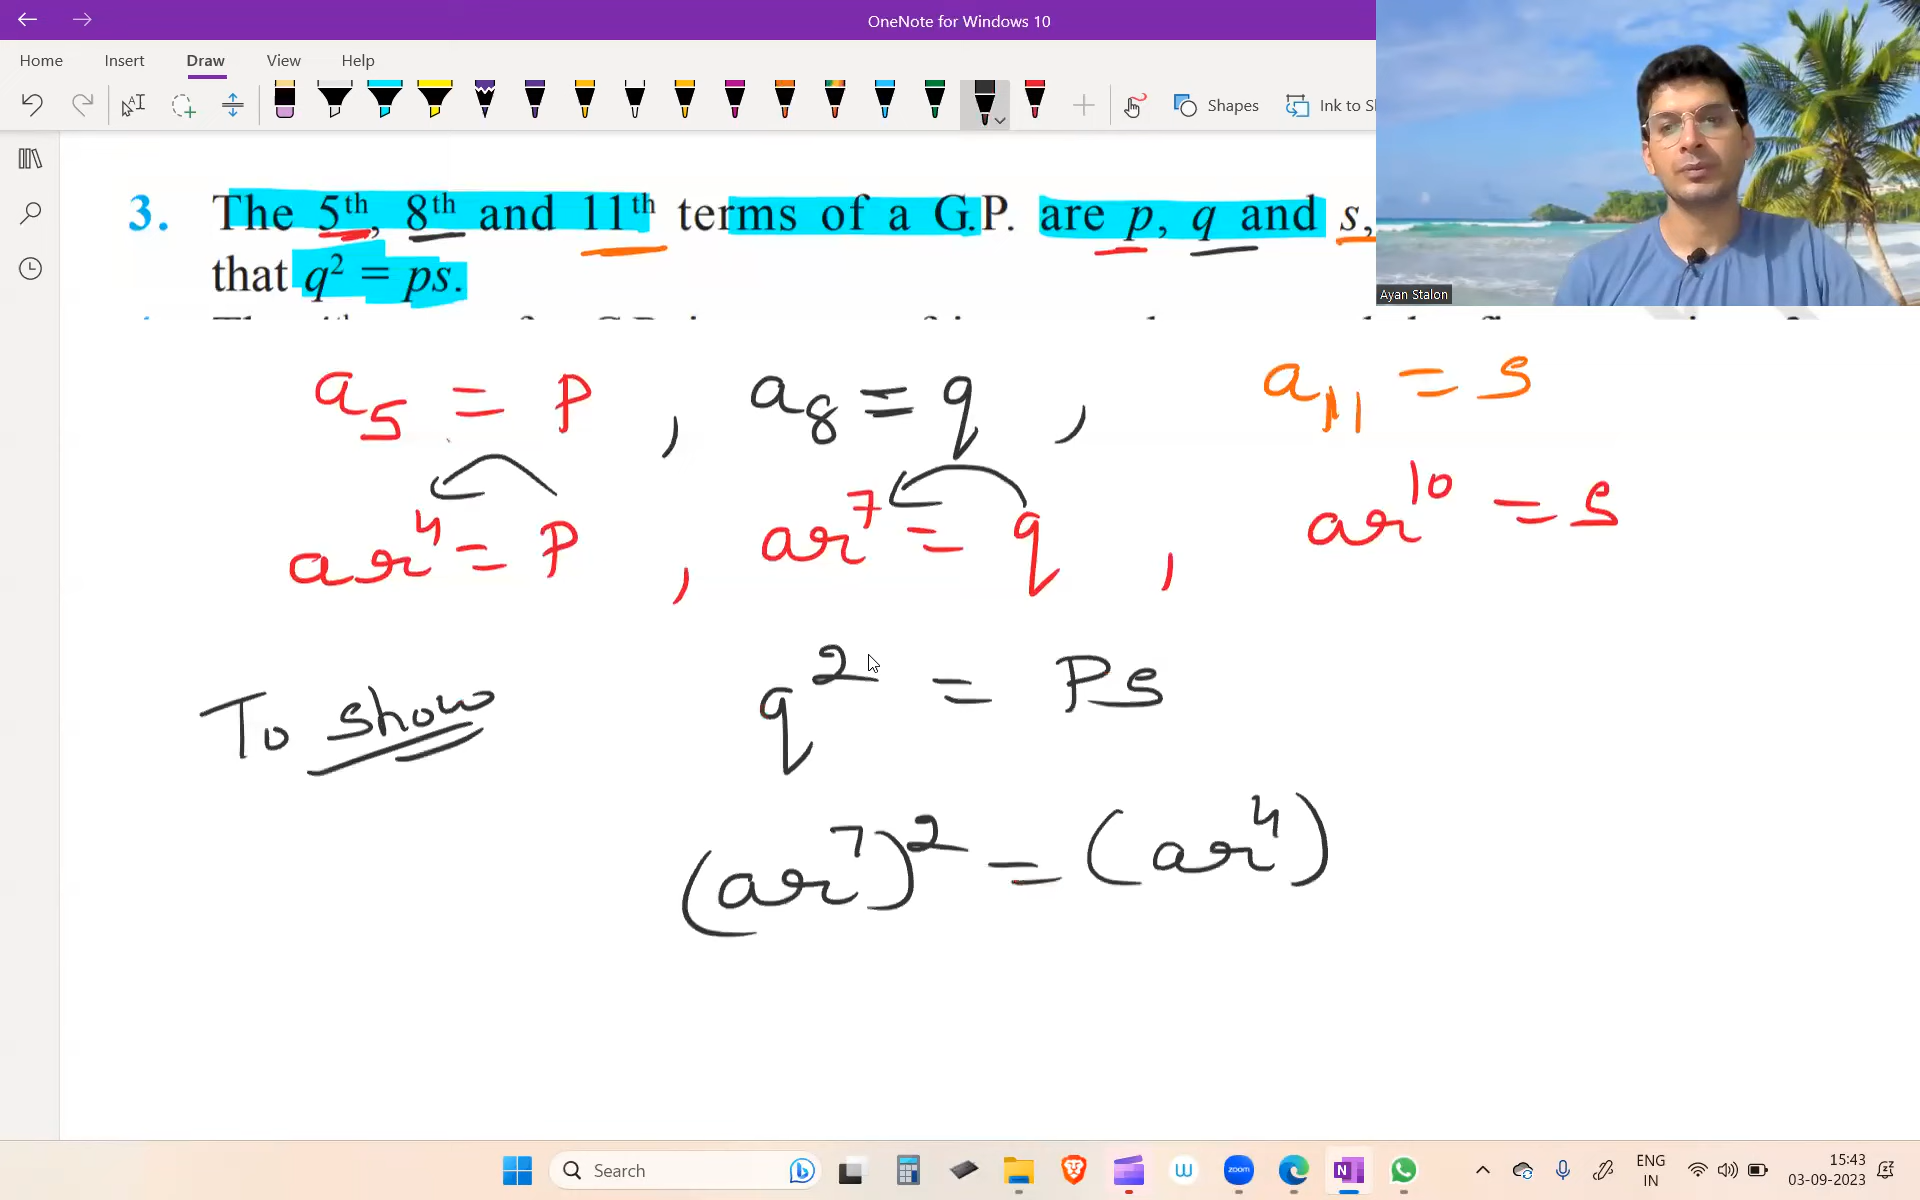 OneNote for Windows 10
Home Insert Draw View Help
Shapes Ink to Sh
3. The 5th, 8th and 11th terms of a G.P. are p, q and s,
that q² = ps.
Ayan Stalon
a₅ = p , a₈ = q , a₁₁ = s
ar⁴ = p , ar⁷ = q , ar¹⁰ = s
To show q² = ps
(ar⁷)² = (ar⁴)
Search
zoom
ENG
IN
15:43
03-09-2023